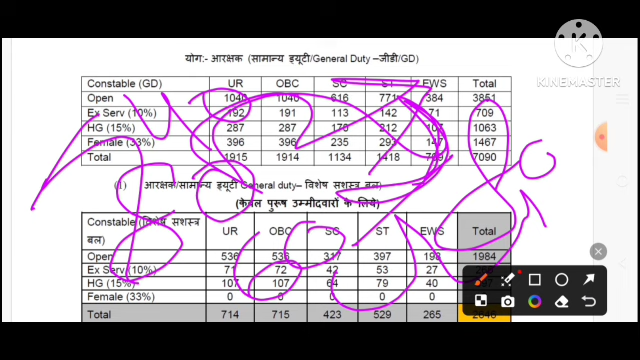 योग:- आरक्षक (सामान्य ड्यूटी/General Duty –जीडी/GD)
KINEMASTER
Constable (GD) UR OBC SC ST EWS Total
Open 1040 1040 616 771 384 3851
Ex Serv (10%) 192 191 113 142 71 709
HG (15%) 287 287 170 212 107 1063
Female (33%) 396 396 235 293 147 1467
Total 1915 1914 1134 1418 709 7090
(1) आरक्षक/सामान्य ड्यूटी General duty– विशेष सशस्त्र बल)
(केवल पुरूष उम्मीदवारों के लिये)
Constable (विशेष सशस्त्र बल) UR OBC SC ST EWS Total
Open 536 536 317 397 198 1984
Ex Serv (10%) 71 72 42 53 27
HG (15%) 107 107 64 79 40
Female (33%) 0 0 0 0 0
Total 714 715 423 529 265 2646